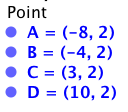 Point
A = (-8, 2)
B = (-4, 2)
C = (3, 2)
D = (10, 2)